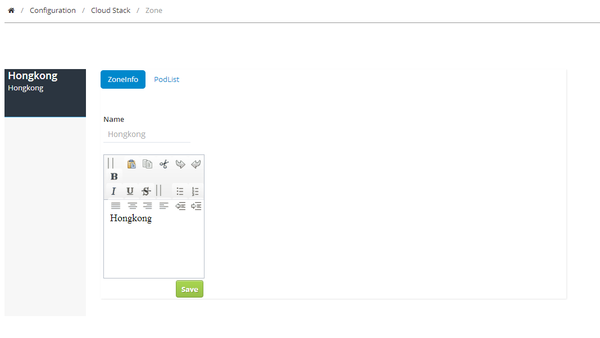 / Configuration / Cloud Stack / Zone
Hongkong
Hongkong
ZoneInfo PodList
Name
Hongkong
B
I U S
Hongkong
Save